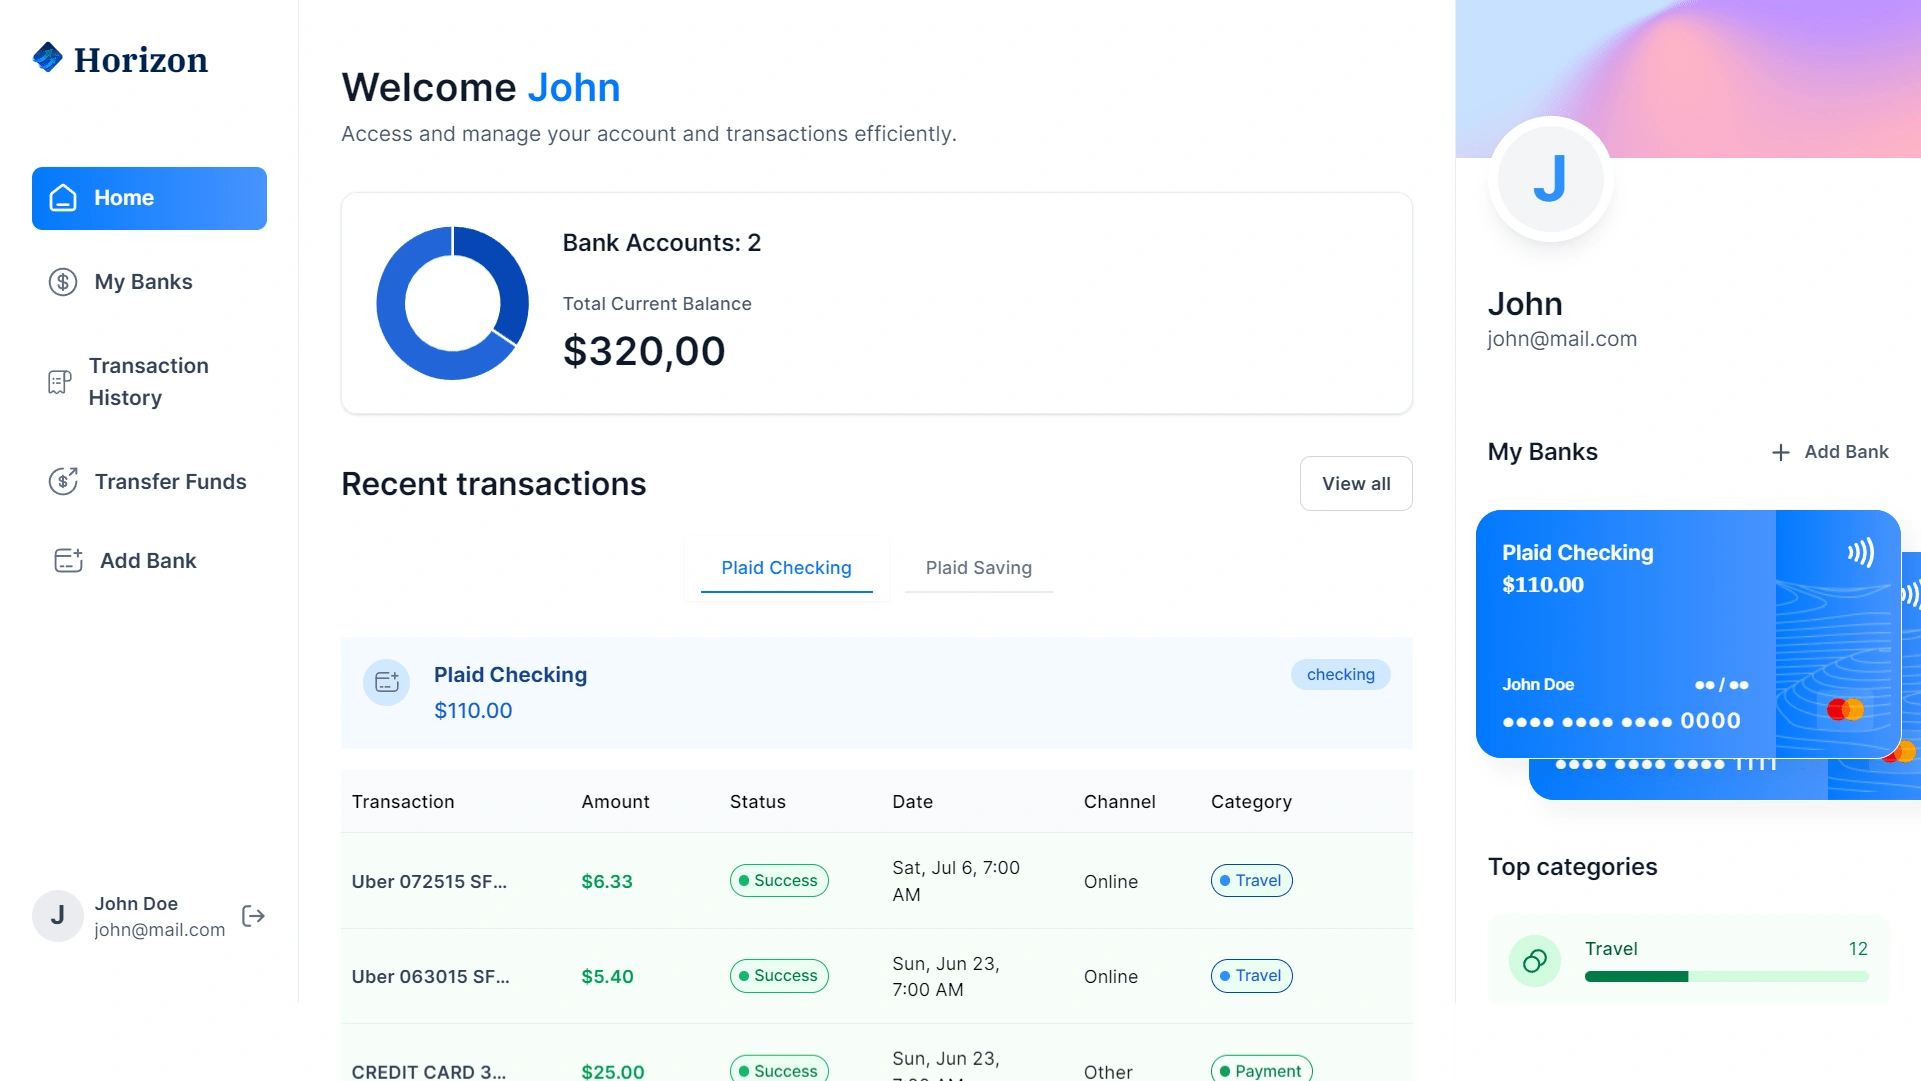 Horizon
Home
My Banks
Transaction
History
Transfer Funds
Add Bank
J
John Doe
john@mail.com
Welcome John
Access and manage your account and transactions efficiently.
Bank Accounts: 2
Total Current Balance
$320,00
Recent transactions
View all
Plaid Checking
Plaid Saving
Plaid Checking
$110.00
checking
Transaction Amount Status Date Channel Category
Uber 072515 SF... $6.33 Success Sat, Jul 6, 7:00 AM Online Travel
Uber 063015 SF... $5.40 Success Sun, Jun 23, 7:00 AM Online Travel
CREDIT CARD 3... $25.00 Success Sun, Jun 23, Other Payment
J
John
john@mail.com
My Banks
+ Add Bank
Plaid Checking
$110.00
John Doe
●● / ●●
●●●● ●●●● ●●●● 0000
●●●● ●●●● ●●●● 1111
Top categories
Travel 12